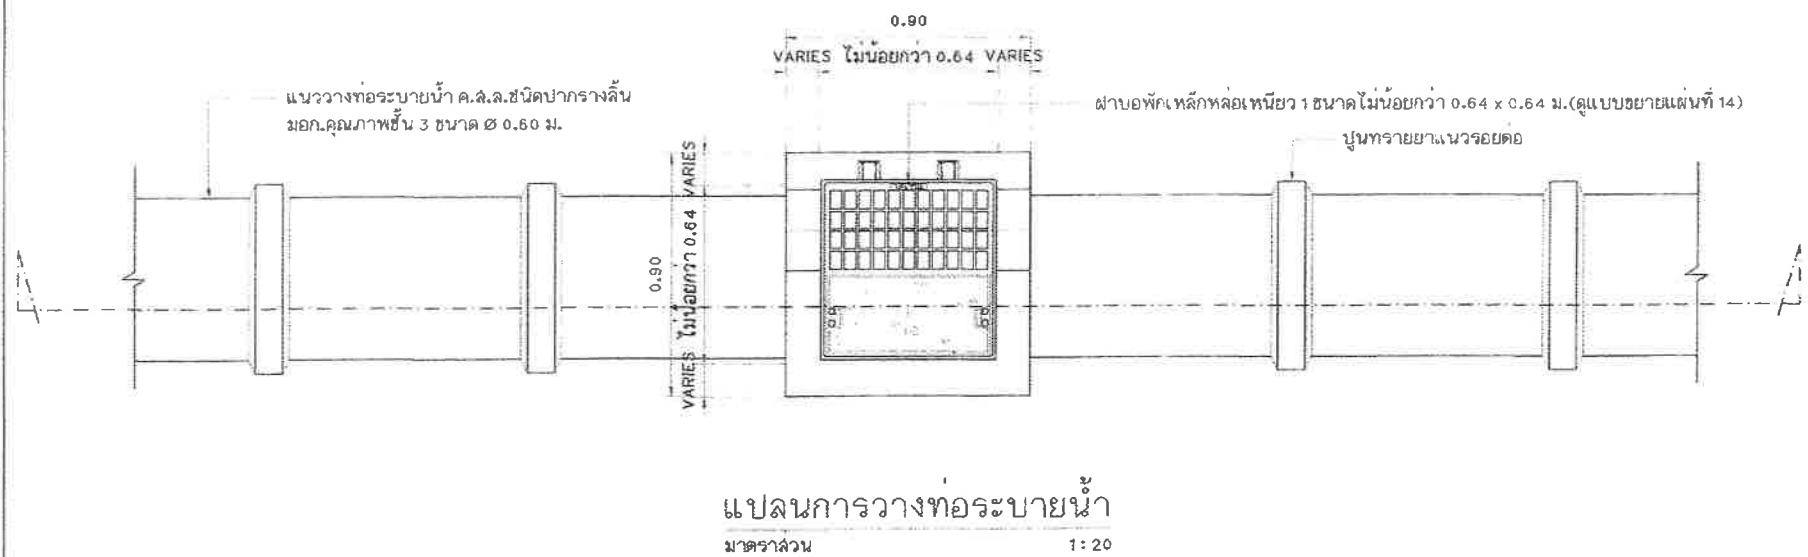 0.90
VARIES ไม่น้อยกว่า 0.64 VARIES
แนววางท่อระบายน้ำ ค.ส.ล.ชนิดปากรางลิ้น
มอก.คุณภาพชั้น 3 ขนาด Ø 0.60 ม.
ฝาบ่อพักเหล็กหล่อเหนียว 1 ขนาดไม่น้อยกว่า 0.64 x 0.64 ม.(ดูแบบขยายแผ่นที่ 14)
ปูนทรายยาแนวรอยต่อ
0.90
VARIES ไม่น้อยกว่า 0.64 VARIES
แปลนการวางท่อระบายน้ำ
มาตราส่วน 1:20